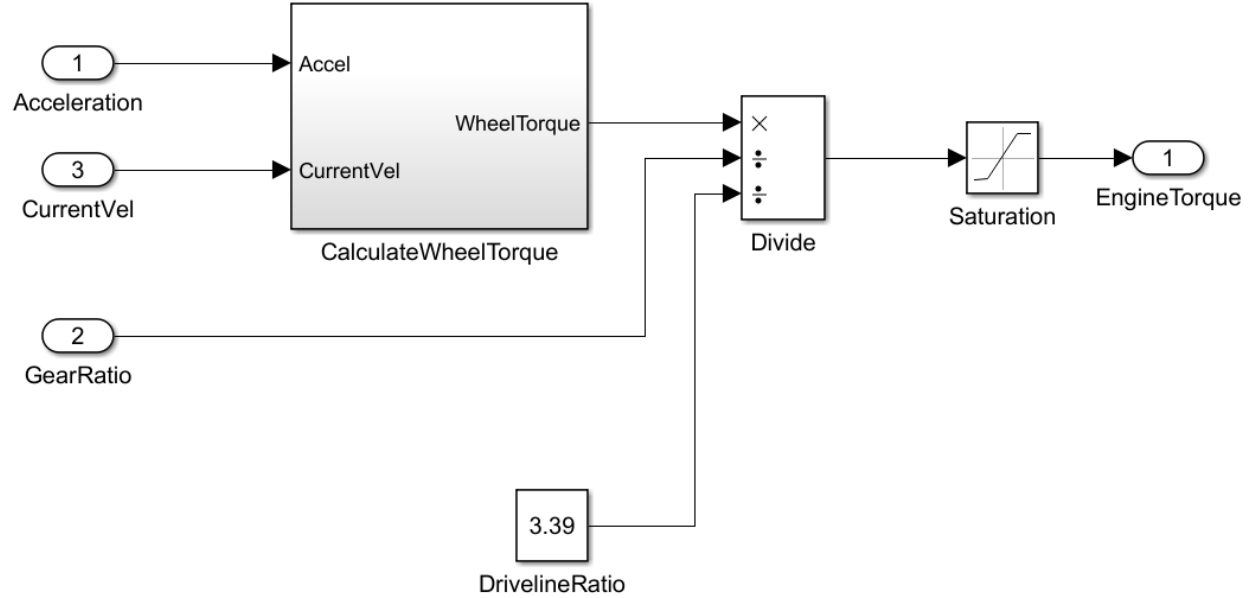 1
Acceleration
3
CurrentVel
Accel
CurrentVel
WheelTorque
CalculateWheelTorque
2
GearRatio
3.39
DrivelineRatio
×
÷
÷
Divide
Saturation
1
EngineTorque